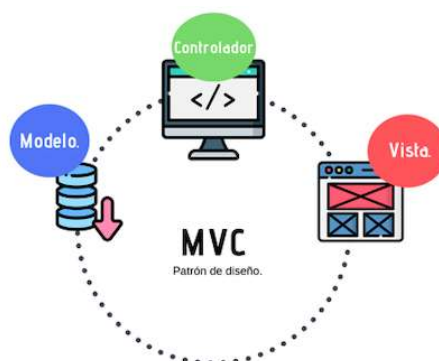 Controlador
</>
Modelo.
Vista.
MVC
Patrón de diseño.